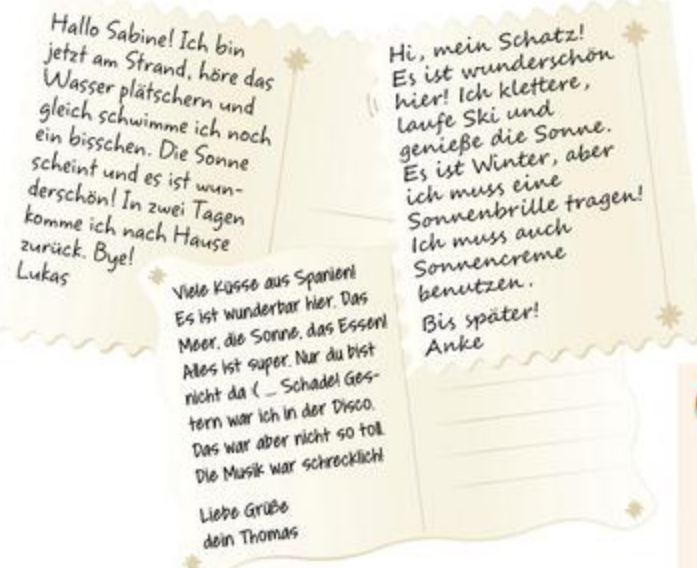 Hallo Sabine! Ich bin
jetzt am Strand, höre das
Wasser plätschern und
gleich schwimme ich noch
ein bisschen. Die Sonne
scheint und es ist wun-
derschön! In zwei Tagen
komme ich nach Hause
zurück. Bye!
Lukas
Hi, mein Schatz!
Es ist wunderschön
hier! Ich klettere,
laufe Ski und
genieße die Sonne.
Es ist Winter, aber
ich muss eine
Sonnenbrille tragen!
Ich muss auch
Sonnencreme
benutzen.
Bis später!
Anke
Viele Küsse aus Spanien!
Es ist wunderbar hier. Das
Meer, die Sonne, das Essen!
Alles ist super. Nur du bist
nicht da ( _ Schade! Ges-
tern war ich in der Disco.
Das war aber nicht so toll.
Die Musik war schrecklich!
Liebe Grüße
dein Thomas